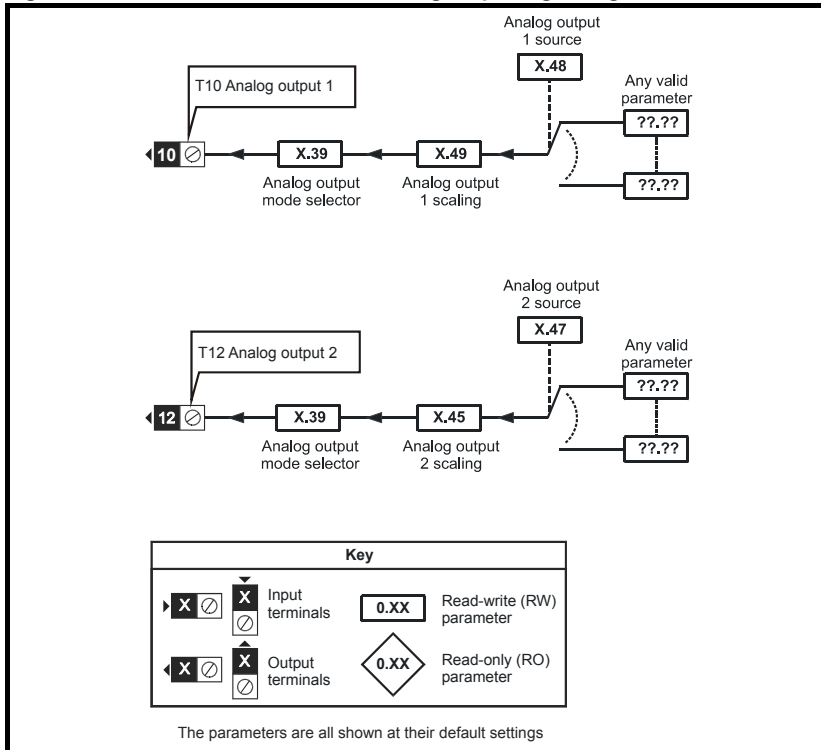 Analog output
1 source
X.48
T10 Analog output 1
Any valid
parameter
??.??
10
X.39
X.49
Analog output
mode selector
Analog output
1 scaling
??.??
Analog output
2 source
X.47
T12 Analog output 2
Any valid
parameter
??.??
12
X.39
X.45
Analog output
mode selector
Analog output
2 scaling
??.??
Key
X
X
Input
terminals
0.XX
Read-write (RW)
parameter
X
X
Output
terminals
0.XX
Read-only (RO)
parameter
The parameters are all shown at their default settings